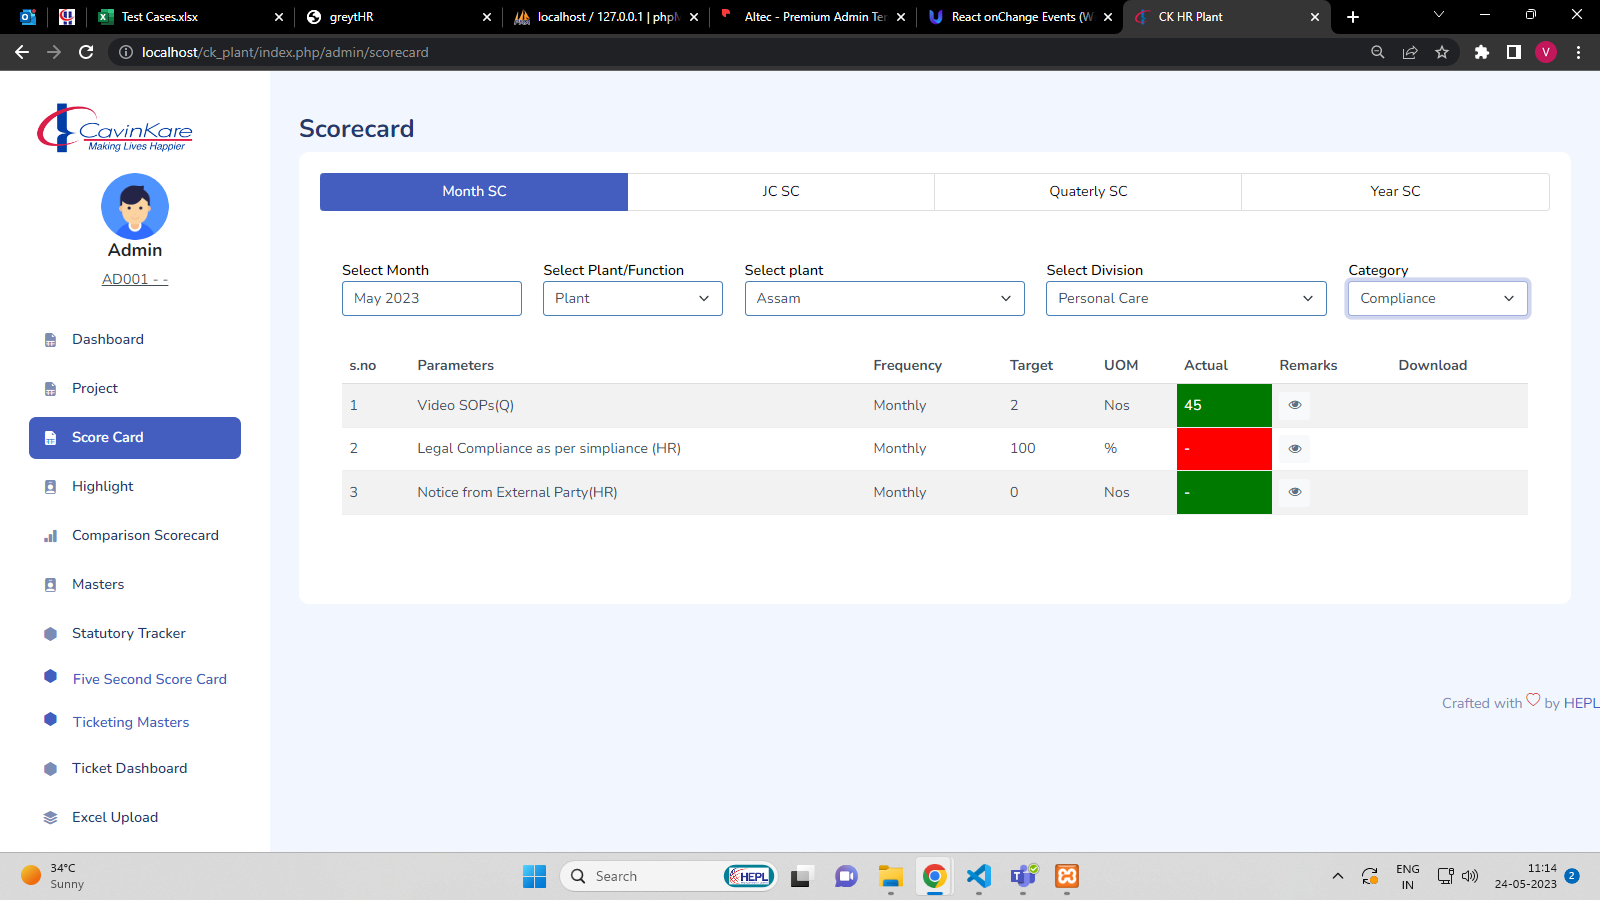 Test Cases.xlsx
greytHR
localhost / 127.0.0.1 | phpM
Altec - Premium Admin Ter
React onChange Events (W
CK HR Plant
localhost/ck_plant/index.php/admin/scorecard
V
CavinKare
Making Lives Happier
Admin
AD001 - -
Dashboard
Project
Score Card
Highlight
Comparison Scorecard
Masters
Statutory Tracker
Five Second Score Card
Ticketing Masters
Ticket Dashboard
Excel Upload
Scorecard
Month SC JC SC Quaterly SC Year SC
Select Month Select Plant/Function Select plant Select Division Category
May 2023 Plant Assam Personal Care Compliance
s.no Parameters Frequency Target UOM Actual Remarks Download
1 Video SOPs(Q) Monthly 2 Nos 45
2 Legal Compliance as per simpliance (HR) Monthly 100 % -
3 Notice from External Party(HR) Monthly 0 Nos -
Crafted with by HEPL
34°C
Sunny
Search
HEPL
ENG
IN
11:14
24-05-2023
2